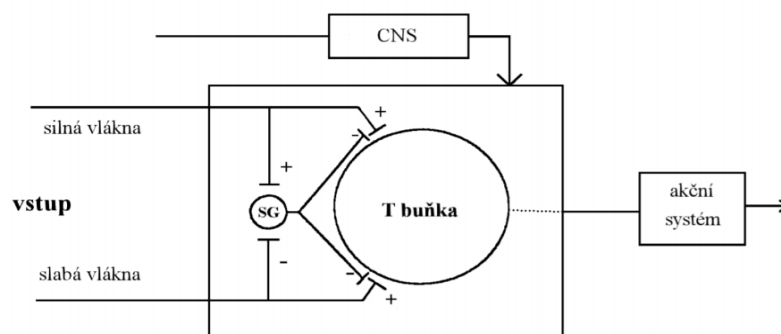 CNS
silná vlákna
+
-
+
vstup
SG
T buňka
akční
systém
-
slabá vlákna
-
+